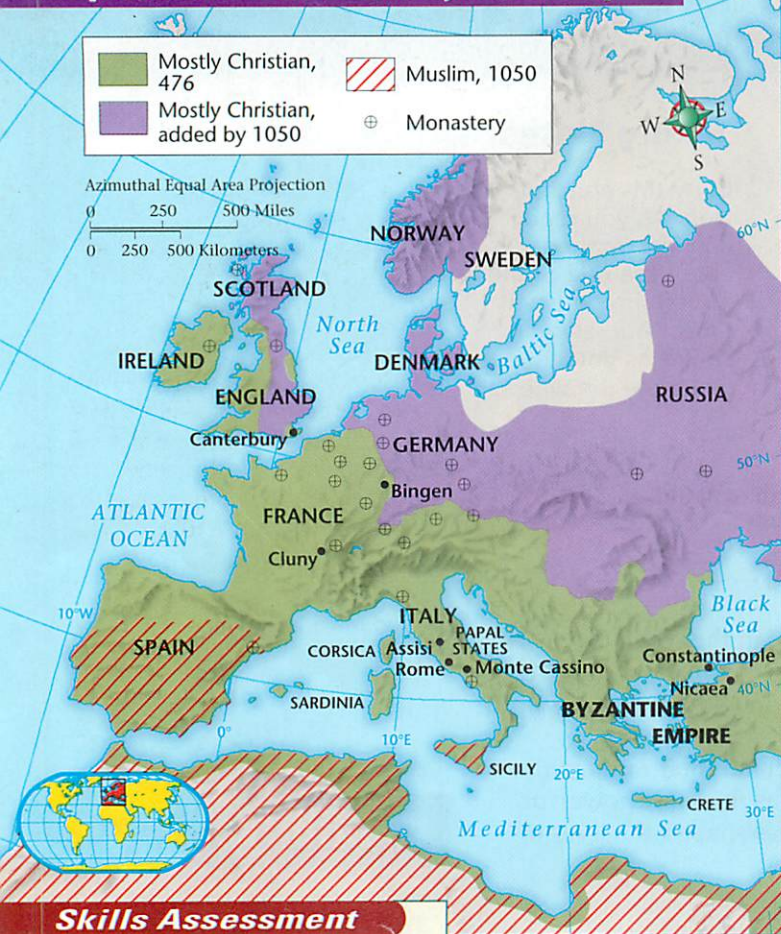 Mostly Christian,
476
Mostly Christian,
added by 1050
Muslim, 1050
Monastery
N
W
E
S
Azimuthal Equal Area Projection
0 250 500 Miles
0 250 500 Kilometers
60°N
NORWAY
SWEDEN
SCOTLAND
North
Sea
Baltic Sea
IRELAND
DENMARK
ENGLAND
RUSSIA
Canterbury
GERMANY
50°N
Bingen
ATLANTIC
OCEAN
FRANCE
Cluny
10°W
ITALY
Black
Sea
SPAIN
CORSICA
Assisi
PAPAL
STATES
Rome
Monte Cassino
Constantinople
Nicaea
40°N
SARDINIA
BYZANTINE
EMPIRE
0°
10°E
SICILY
20°E
CRETE
30°E
Mediterranean Sea
Skills Assessment